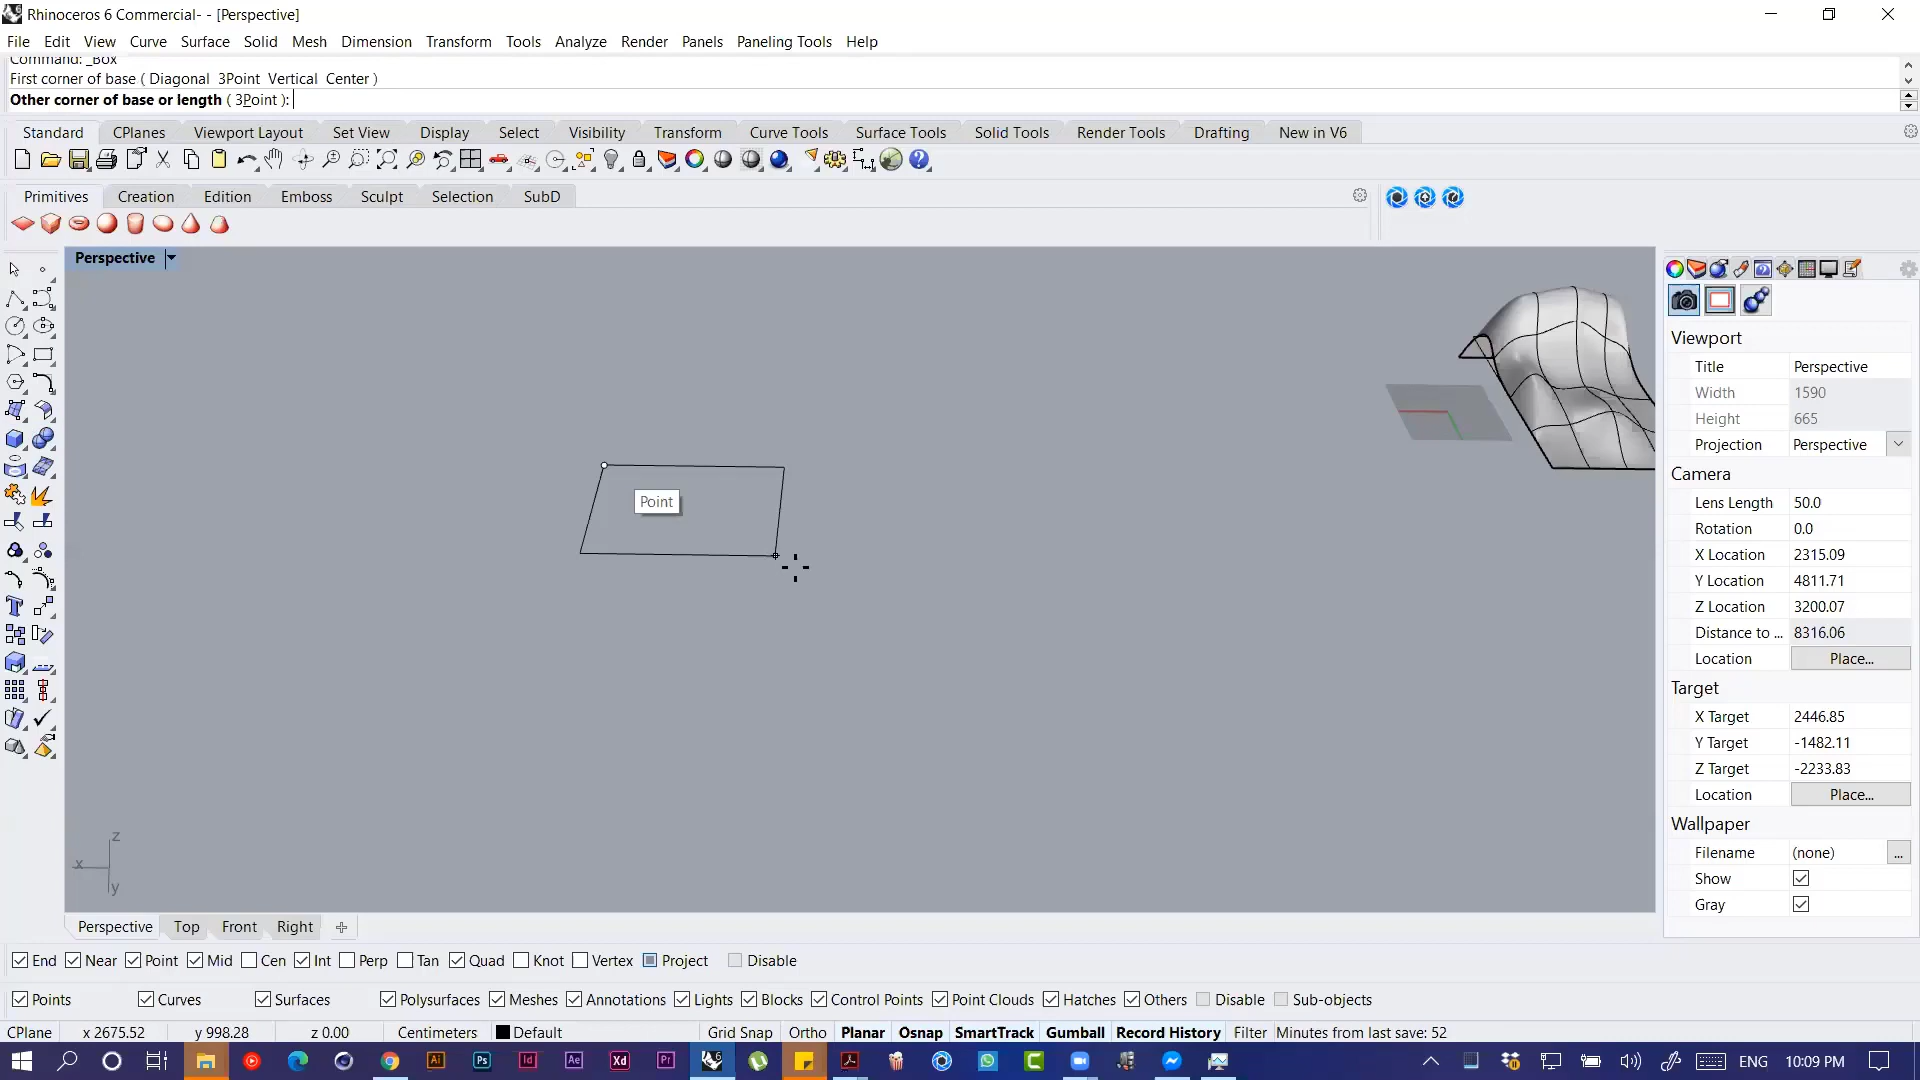 Rhinoceros 6 Commercial- - [Perspective]
File Edit View Curve Surface Solid Mesh Dimension Transform Tools Analyze Render Panels Paneling Tools Help
Command: _Box
First corner of base ( Diagonal 3Point Vertical Center )
Other corner of base or length ( 3Point ):
Standard CPlanes Viewport Layout Set View Display Select Visibility Transform Curve Tools Surface Tools Solid Tools Render Tools Drafting New in V6
Primitives Creation Edition Emboss Sculpt Selection SubD
Perspective
Viewport
Title Perspective
Width 1590
Height 665
Projection Perspective
Camera
Lens Length 50.0
Rotation 0.0
X Location 2315.09
Y Location 4811.71
Z Location 3200.07
Distance to ... 8316.06
Location Place...
Target
X Target 2446.85
Y Target -1482.11
Z Target -2233.83
Location Place...
Wallpaper
Filename (none) ...
Show
Gray
Point
z
x
y
Perspective Top Front Right
End Near Point Mid Cen Int Perp Tan Quad Knot Vertex Project Disable
Points Curves Surfaces Polysurfaces Meshes Annotations Lights Blocks Control Points Point Clouds Hatches Others Disable Sub-objects
CPlane x 2675.52 y 998.28 z 0.00 Centimeters Default Grid Snap Ortho Planar Osnap SmartTrack Gumball Record History Filter Minutes from last save: 52
Ai Ps Id Ae Xd Pr 6 ENG 10:09 PM